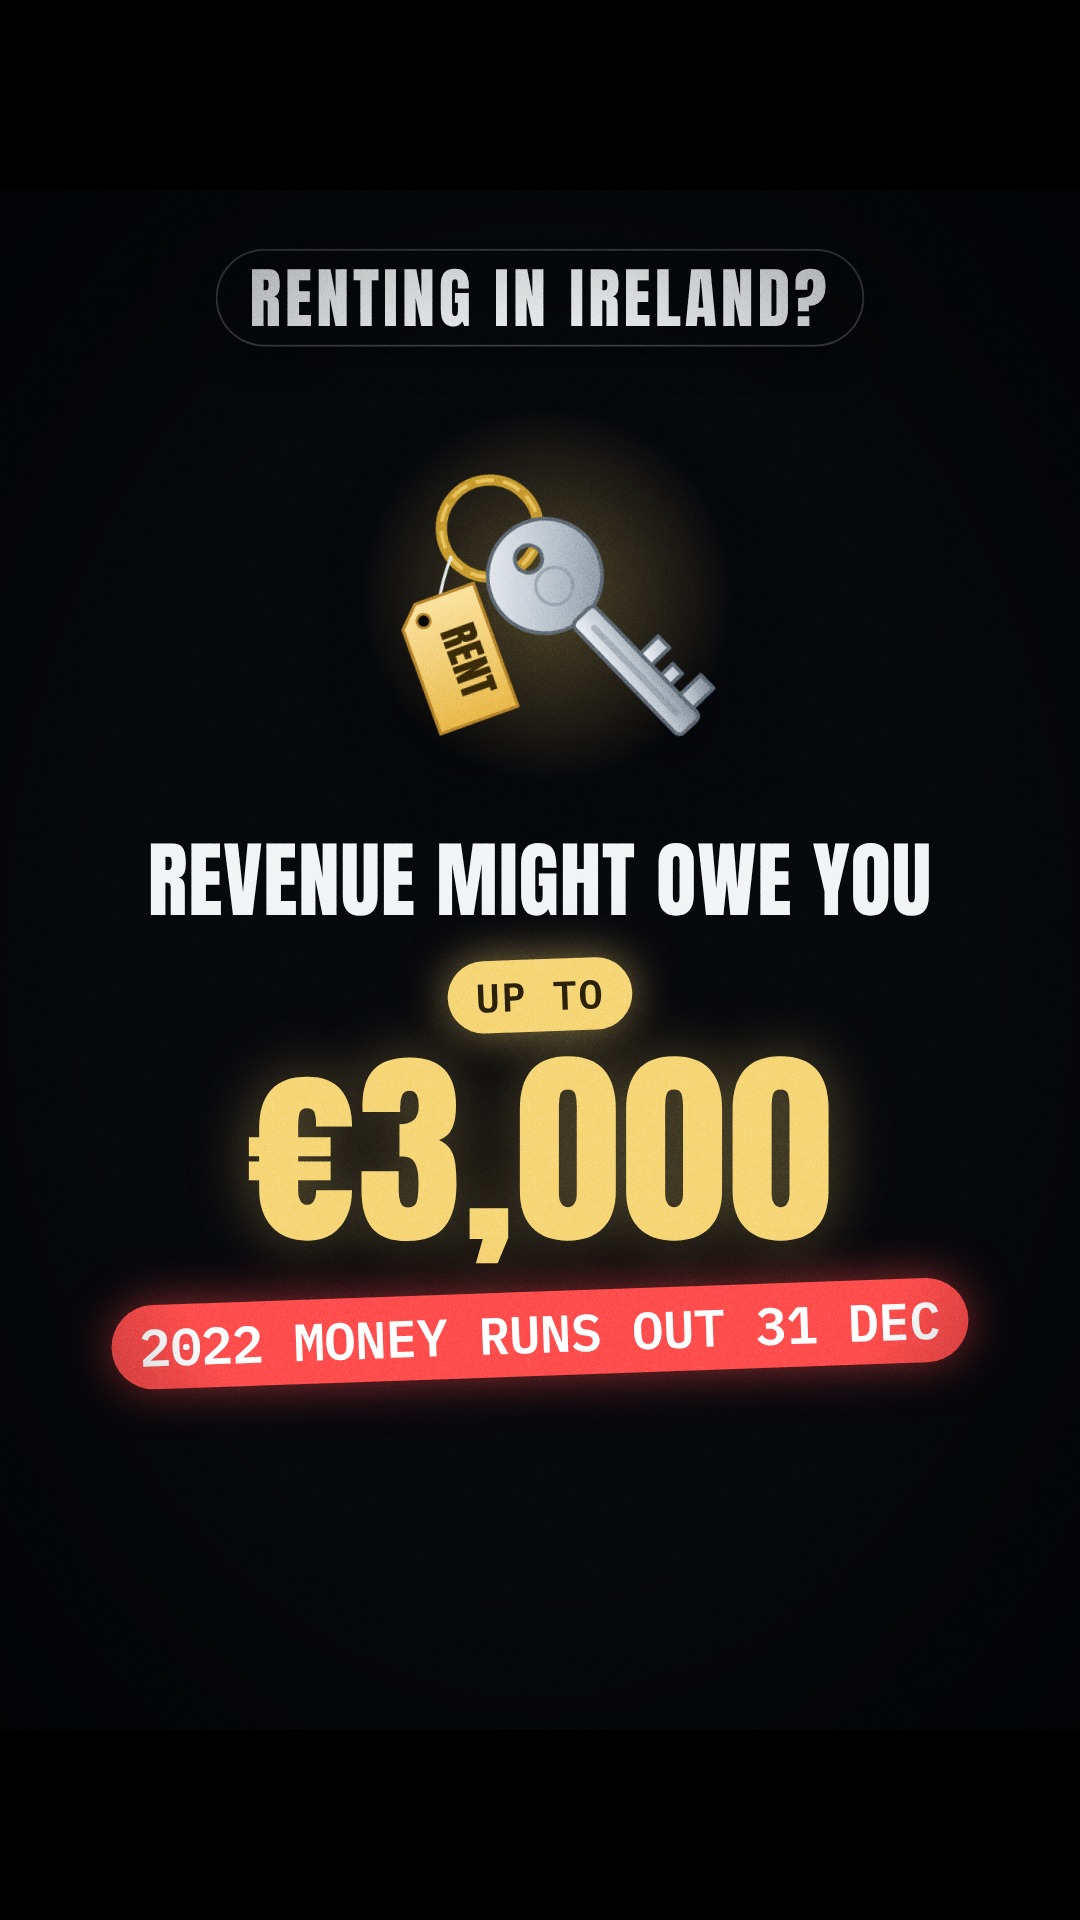 RENTING IN IRELAND?
RENT
REVENUE MIGHT OWE YOU
UP TO
€3,000
2022 MONEY RUNS OUT 31 DEC